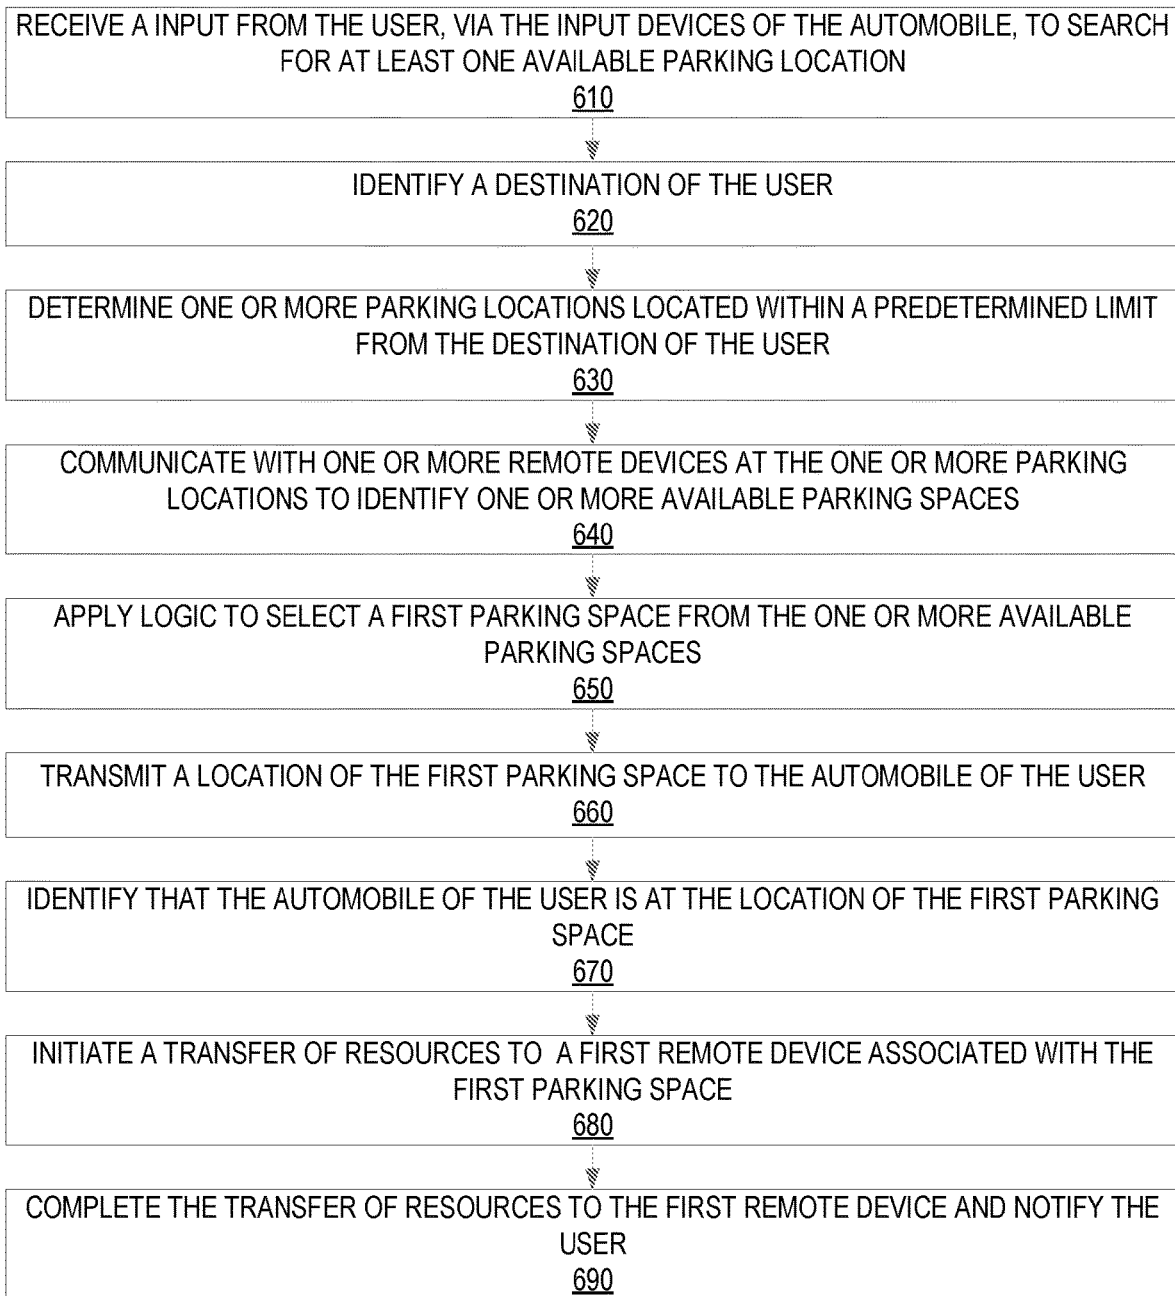 RECEIVE A INPUT FROM THE USER, VIA THE INPUT DEVICES OF THE AUTOMOBILE, TO SEARCH
FOR AT LEAST ONE AVAILABLE PARKING LOCATION
610
IDENTIFY A DESTINATION OF THE USER
620
DETERMINE ONE OR MORE PARKING LOCATIONS LOCATED WITHIN A PREDETERMINED LIMIT
FROM THE DESTINATION OF THE USER
630
COMMUNICATE WITH ONE OR MORE REMOTE DEVICES AT THE ONE OR MORE PARKING
LOCATIONS TO IDENTIFY ONE OR MORE AVAILABLE PARKING SPACES
640
APPLY LOGIC TO SELECT A FIRST PARKING SPACE FROM THE ONE OR MORE AVAILABLE
PARKING SPACES
650
TRANSMIT A LOCATION OF THE FIRST PARKING SPACE TO THE AUTOMOBILE OF THE USER
660
IDENTIFY THAT THE AUTOMOBILE OF THE USER IS AT THE LOCATION OF THE FIRST PARKING
SPACE
670
INITIATE A TRANSFER OF RESOURCES TO A FIRST REMOTE DEVICE ASSOCIATED WITH THE
FIRST PARKING SPACE
680
COMPLETE THE TRANSFER OF RESOURCES TO THE FIRST REMOTE DEVICE AND NOTIFY THE
USER
690